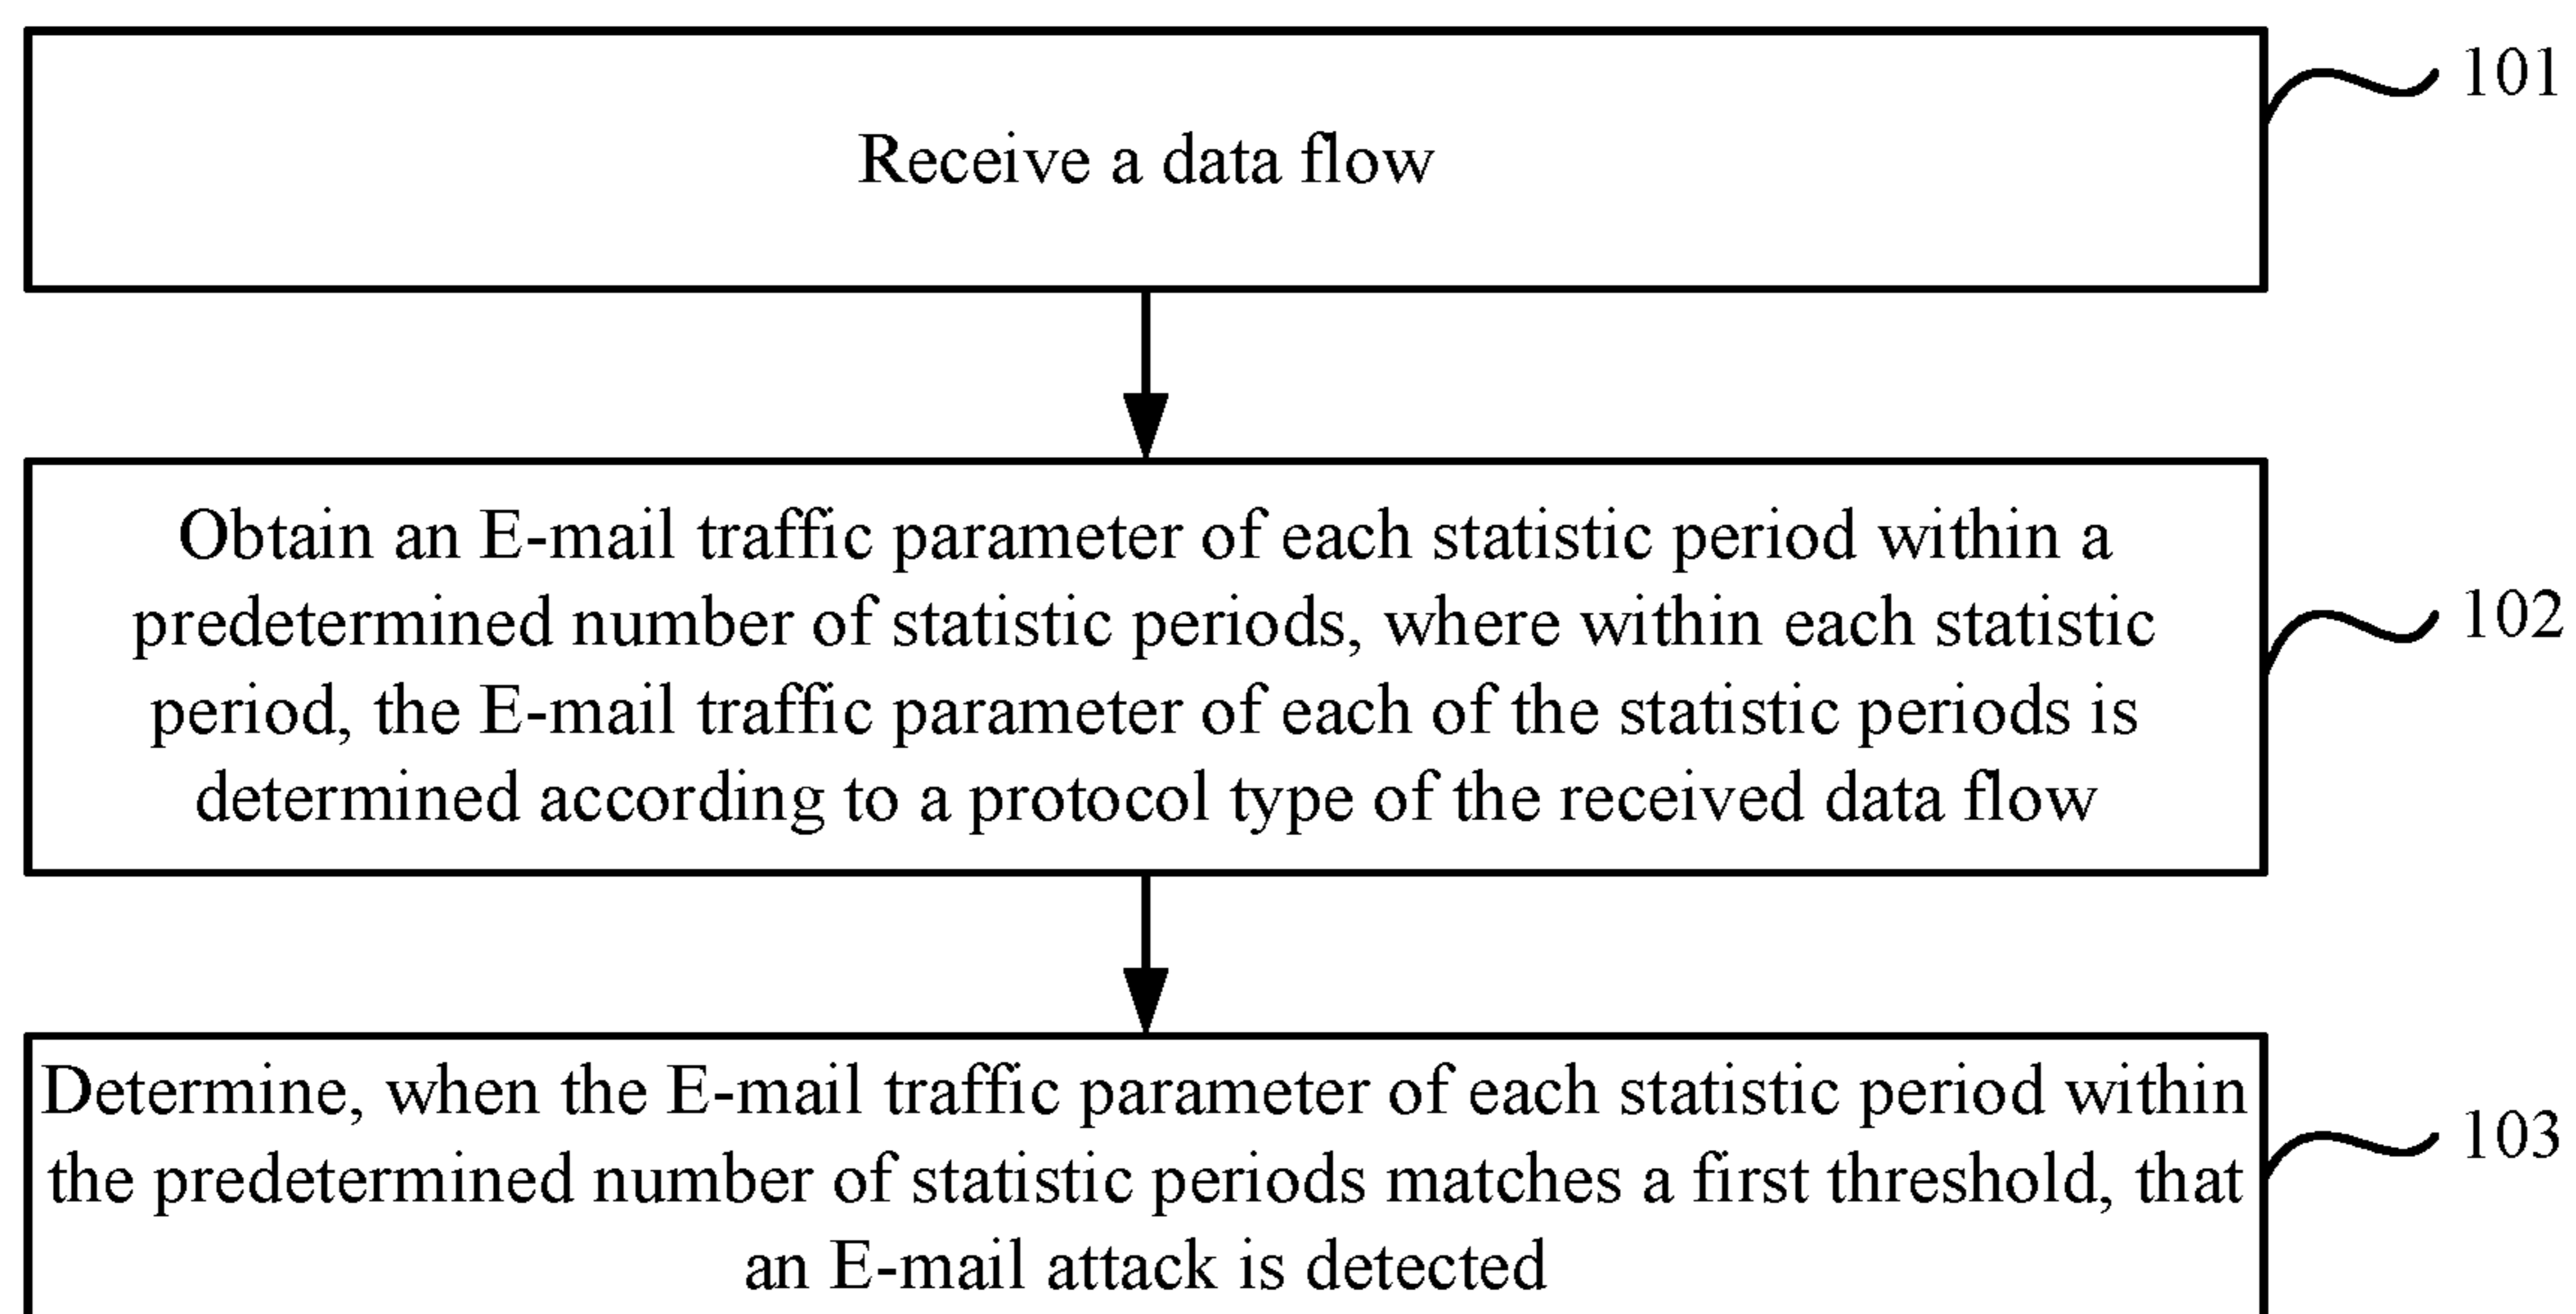 Receive a data flow
101
Obtain an E-mail traffic parameter of each statistic period within a
predetermined number of statistic periods, where within each statistic
period, the E-mail traffic parameter of each of the statistic periods is
determined according to a protocol type of the received data flow
102
Determine, when the E-mail traffic parameter of each statistic period within
the predetermined number of statistic periods matches a first threshold, that
an E-mail attack is detected
103